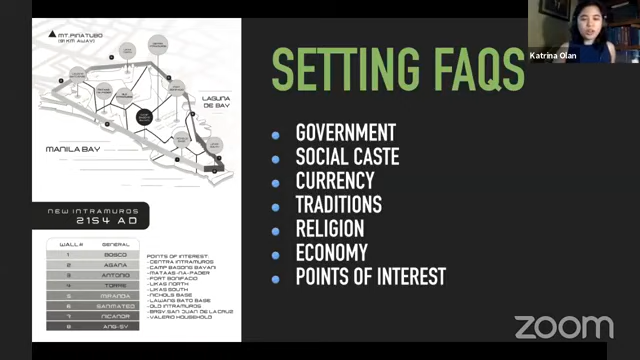 MT. PINATUBO
(91 KM AWAY)
LAGUNA
DE BAY
MANILA BAY
NEW INTRAMUROS
2154 AD
WALL# GENERAL
1 BOSCO
2 AGANA
3 ANTONIO
4 TORRE
5 MIRANDA
6 SANMATEO
7 NICANOR
8 ANG-SY
POINTS OF INTEREST:
- CENTRA INTRAMUROS
- CAMP BAGONG BAYANI
- MATAAS-NA-PADER
- FORT BONIFACIO
- LIKAS NORTH
- LIKAS SOUTH
- NICHOLS BASE
- LAWANG BATO BASE
- OLD INTRAMUROS
- BRGY. SAN JUAN DE LA CRUZ
- VALERIO HOUSEHOLD
SETTING FAQS
• GOVERNMENT
• SOCIAL CASTE
• CURRENCY
• TRADITIONS
• RELIGION
• ECONOMY
• POINTS OF INTEREST
Katrina Olan
zoom